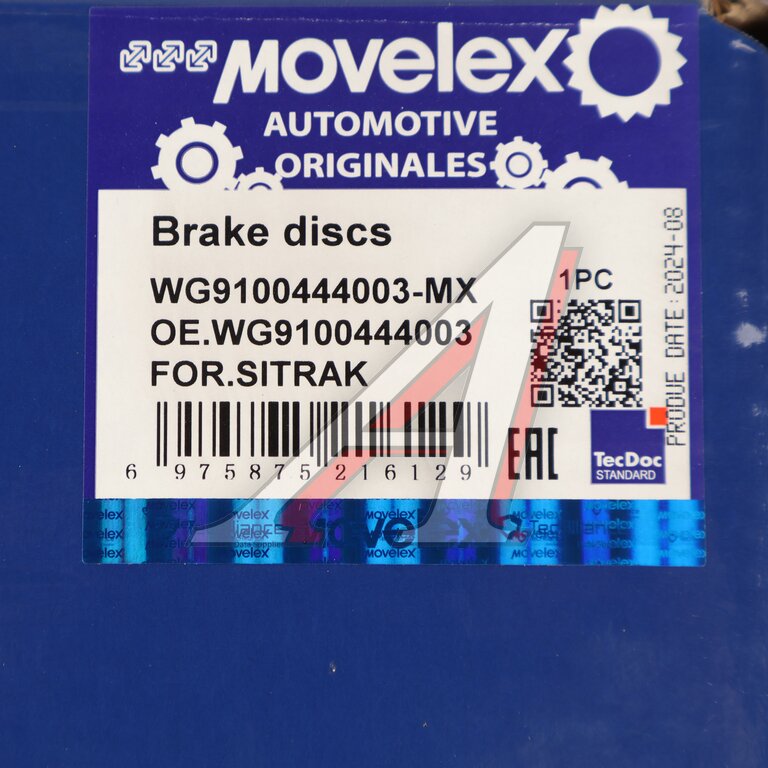 MOVelex
AUTOMOTIVE
ORIGINALES
Brake discs
WG9100444003-MX
1PC
OE.WG9100444003
FOR.SITRAK
PRODUE DATE:2024-08
6 975875 216129
EAC
TecDoc
STANDARD
MOVelex